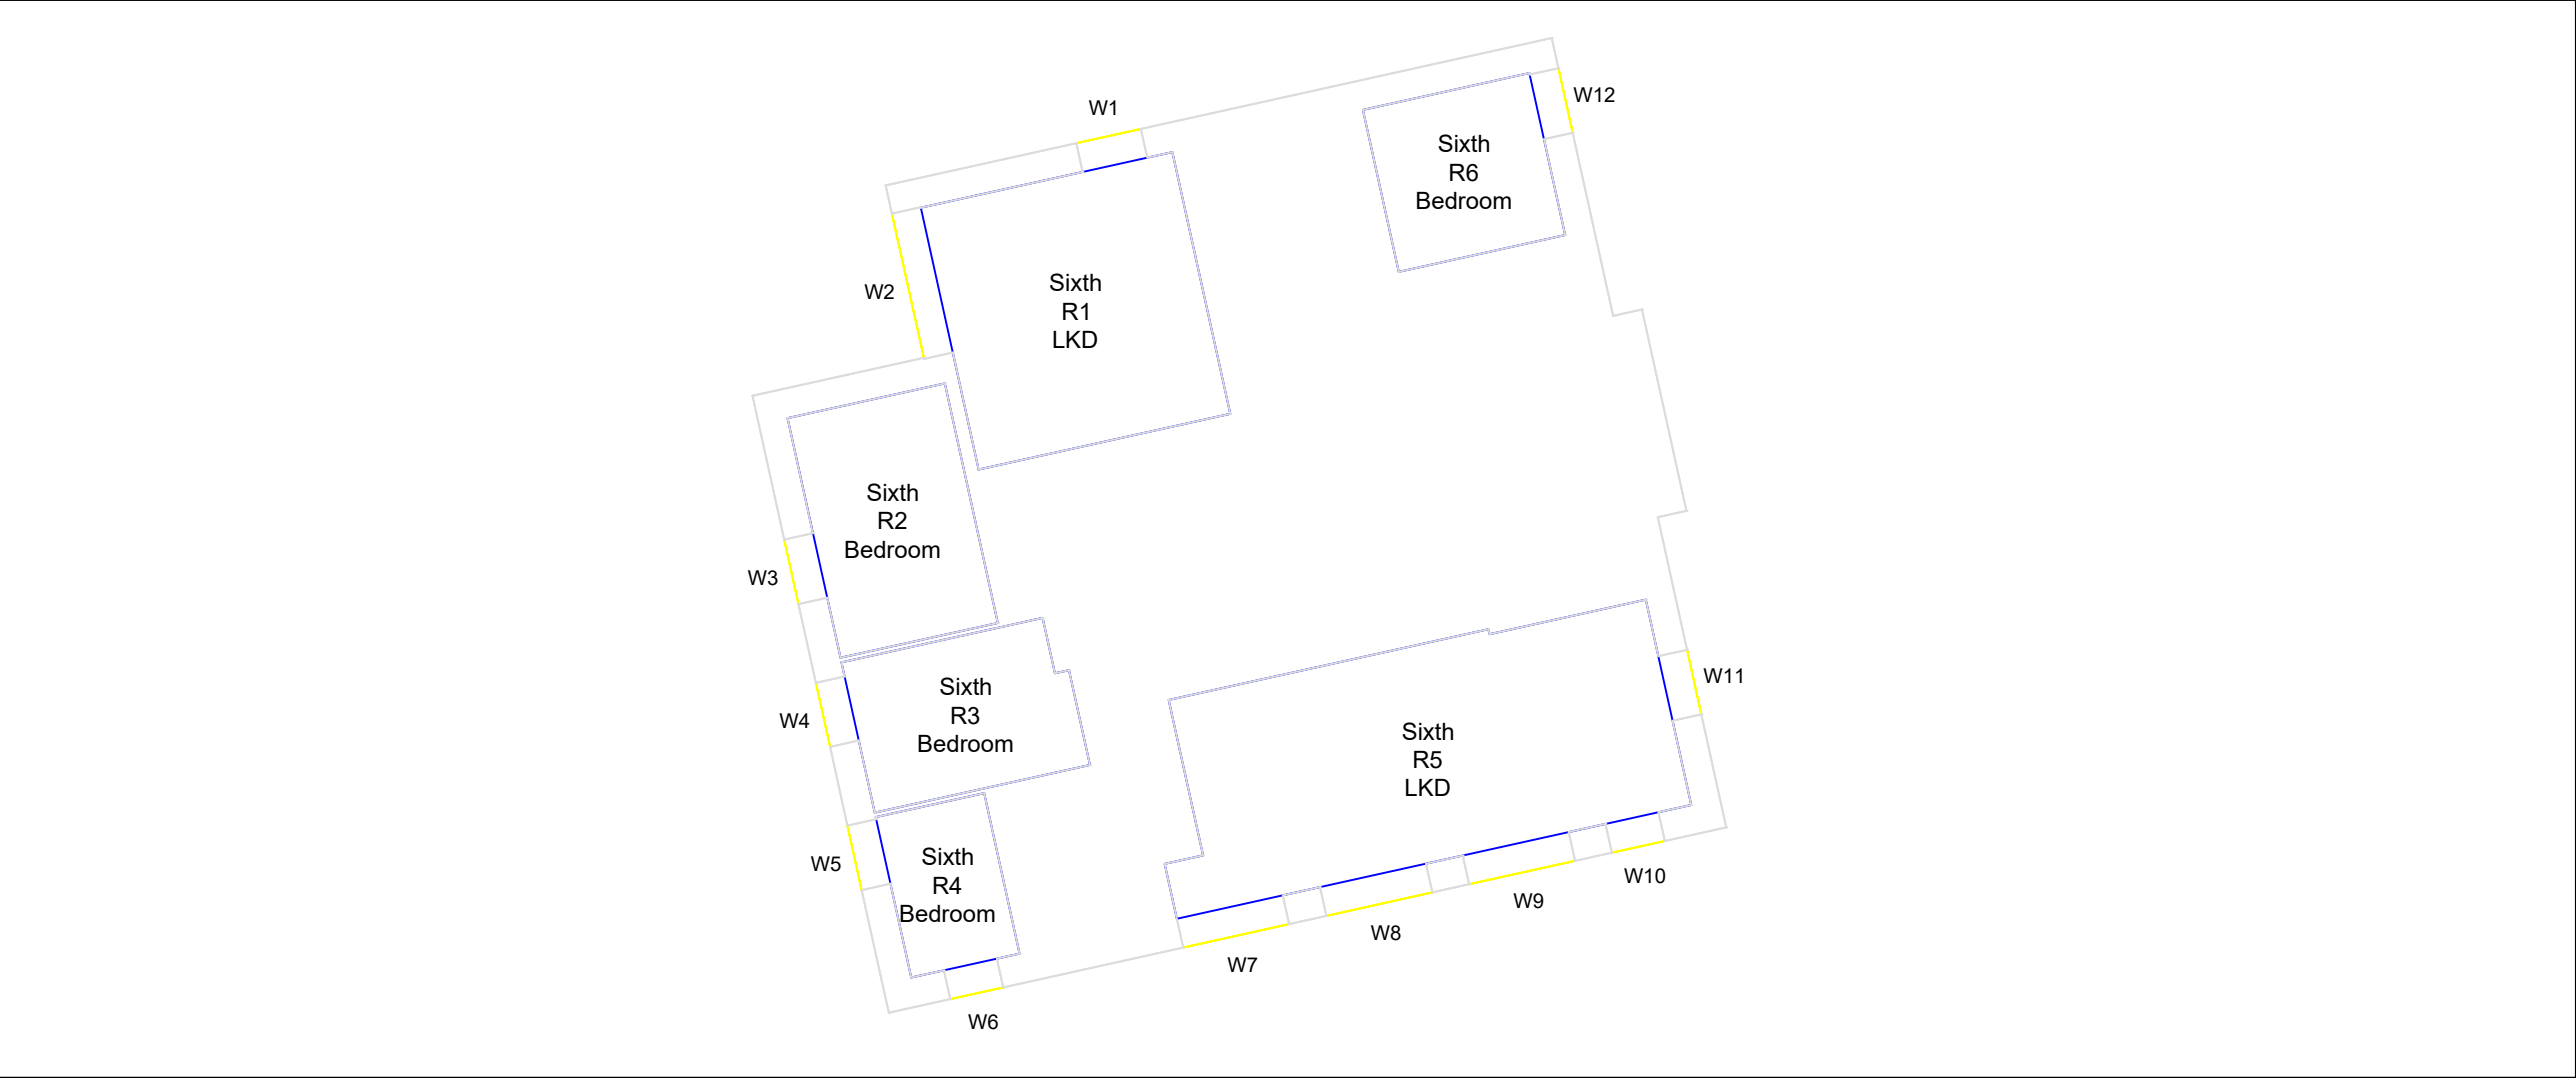 W1
W12
Sixth
R6
Bedroom
W2
Sixth
R1
LKD
Sixth
R2
Bedroom
W3
Sixth
R3
Bedroom
W4
W11
Sixth
R5
LKD
W5
Sixth
R4
Bedroom
W10
W9
W8
W7
W6